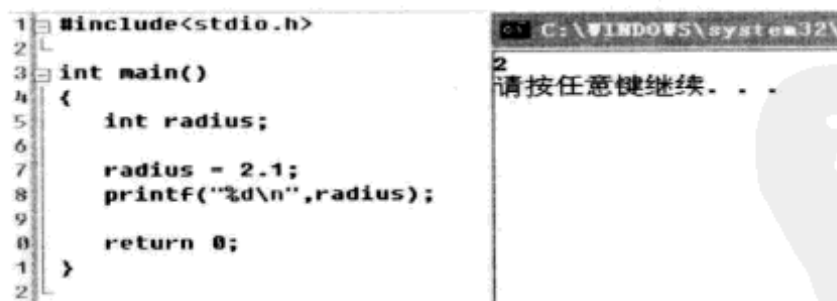 1 #include<stdio.h>
2
3 int main()
4 {
5 int radius;
6
7 radius = 2.1;
8 printf("%d\n",radius);
9
0 return 0;
1 }
2
C:\WINDOWS\system32\
2
请按任意键继续. . .